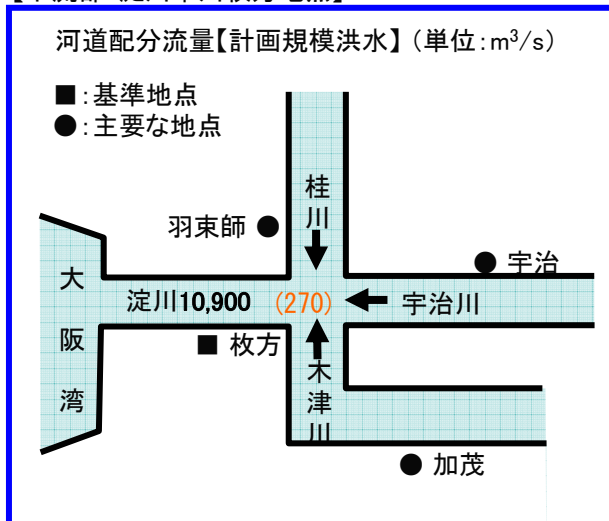 河道配分流量【計画規模洪水】(単位:m³/s)
■:基準地点
●:主要な地点
桂川
羽束師 ●
● 宇治
大阪湾
淀川10,900 (270)
宇治川
■ 枚方
木津川
● 加茂